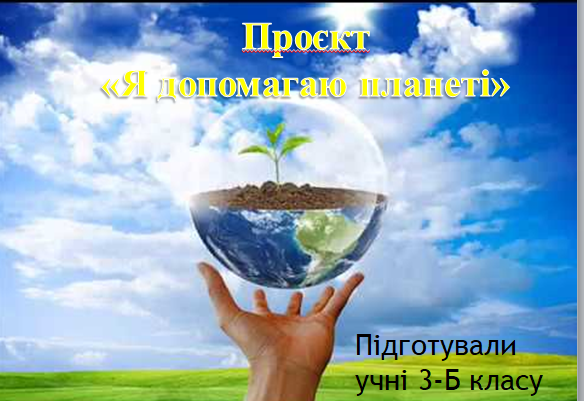 Проєкт
«Я допомагаю планеті»
Підготували
учні 3-Б класу